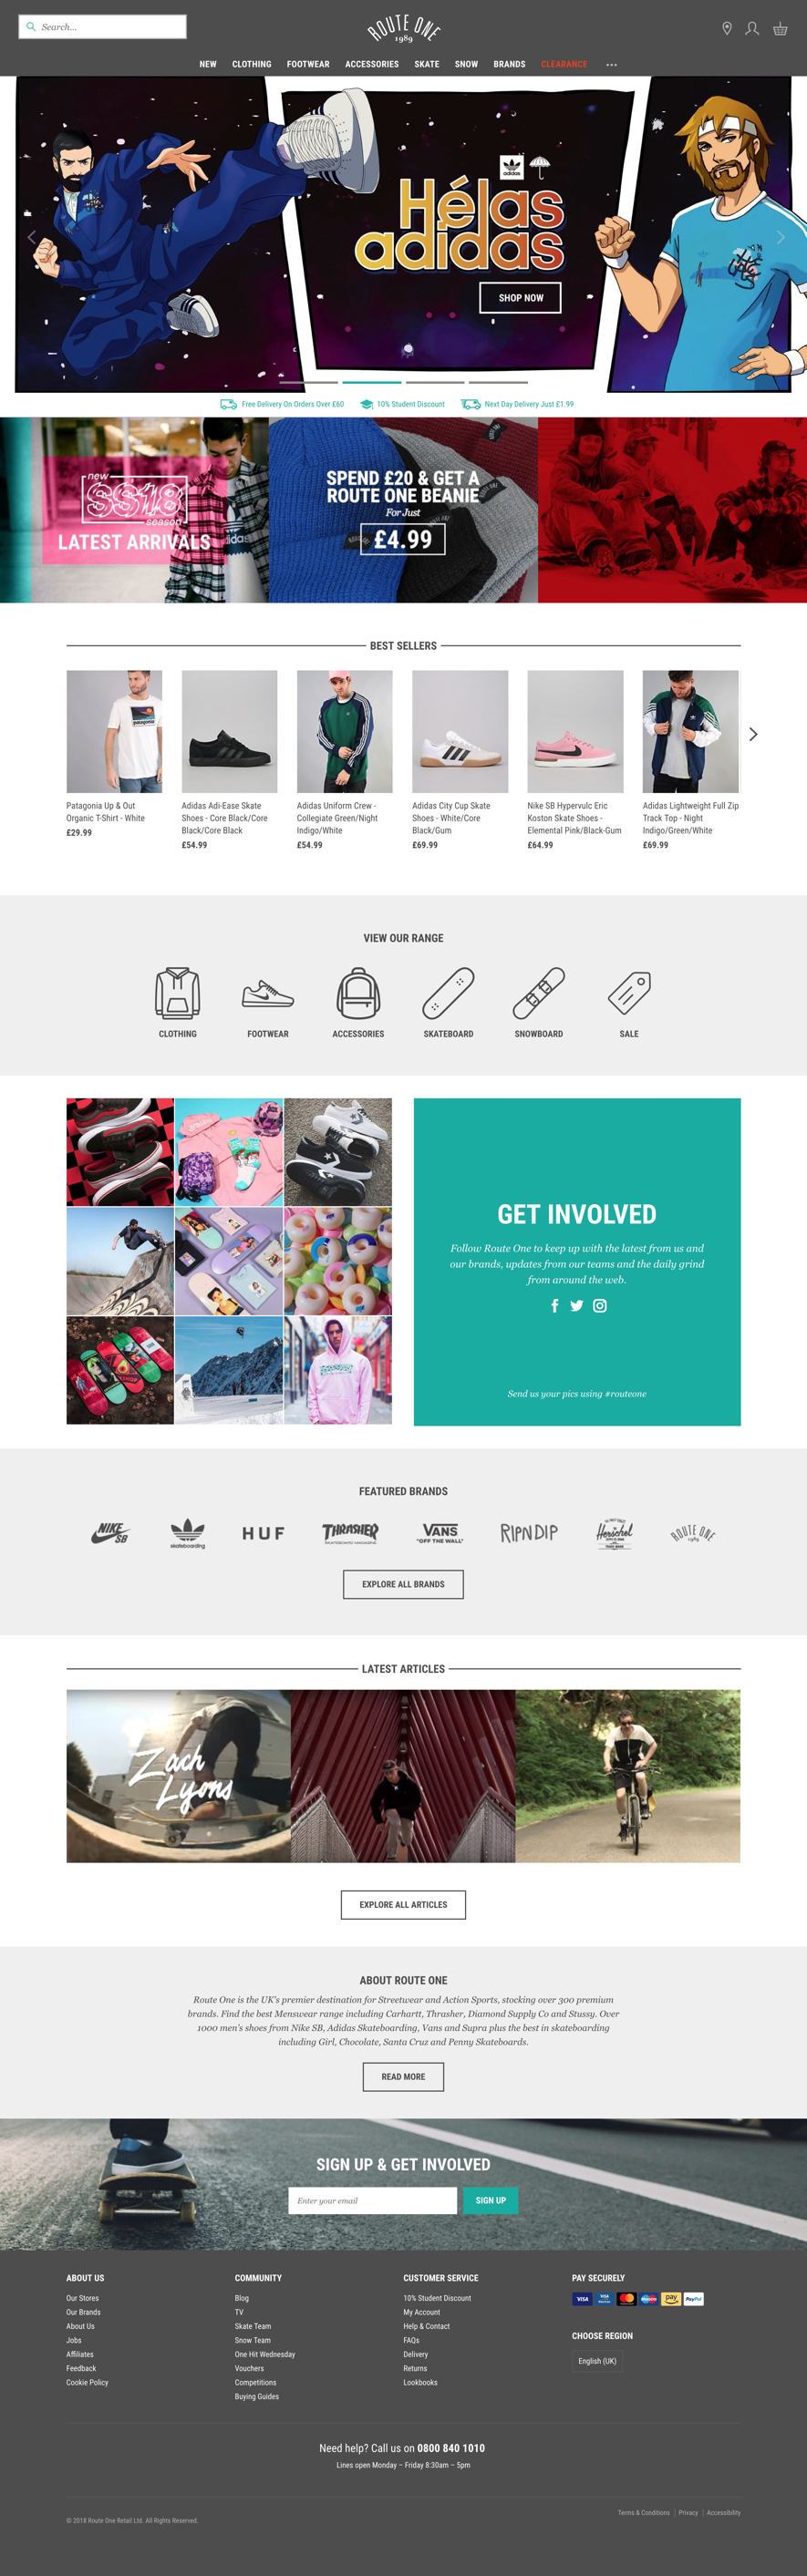 Search...
ROUTE ONE
1989
NEW CLOTHING FOOTWEAR ACCESSORIES SKATE SNOW BRANDS CLEARANCE
adidas
Hélas
adidas
SHOP NOW
Free Delivery On Orders Over £60 10% Student Discount Next Day Delivery Just £1.99
new
SS18
season
LATEST ARRIVALS
adidas
SPEND £20 & GET A
ROUTE ONE BEANIE
For Just
£4.99
BEST SELLERS
Patagonia Up & Out
Organic T-Shirt - White
£29.99
Adidas Adi-Ease Skate
Shoes - Core Black/Core
Black/Core Black
£54.99
Adidas Uniform Crew -
Collegiate Green/Night
Indigo/White
£54.99
Adidas City Cup Skate
Shoes - White/Core
Black/Gum
£69.99
Nike SB Hypervulc Eric
Koston Skate Shoes -
Elemental Pink/Black-Gum
£64.99
Adidas Lightweight Full Zip
Track Top - Night
Indigo/Green/White
£69.99
VIEW OUR RANGE
CLOTHING FOOTWEAR ACCESSORIES SKATEBOARD SNOWBOARD SALE
GET INVOLVED
Follow Route One to keep up with the latest from us and
our brands, updates from our teams and the daily grind
from around the web.
Send us your pics using #routeone
FEATURED BRANDS
NIKE SB
skateboarding
HUF
THRASHER
SKATEBOARD MAGAZINE
VANS
"OFF THE WALL"
RIPNDIP
Herschel
ROUTE ONE
1989
EXPLORE ALL BRANDS
LATEST ARTICLES
Zach
Lyons
EXPLORE ALL ARTICLES
ABOUT ROUTE ONE
Route One is the UK's premier destination for Streetwear and Action Sports, stocking over 300 premium
brands. Find the best Menswear range including Carhartt, Thrasher, Diamond Supply Co and Stussy. Over
1000 men's shoes from Nike SB, Adidas Skateboarding, Vans and Supra plus the best in skateboarding
including Girl, Chocolate, Santa Cruz and Penny Skateboards.
READ MORE
SIGN UP & GET INVOLVED
Enter your email
SIGN UP
ABOUT US
Our Stores
Our Brands
About Us
Jobs
Affiliates
Feedback
Cookie Policy
COMMUNITY
Blog
TV
Skate Team
Snow Team
One Hit Wednesday
Vouchers
Competitions
Buying Guides
CUSTOMER SERVICE
10% Student Discount
My Account
Help & Contact
FAQs
Delivery
Returns
Lookbooks
PAY SECURELY
VISA VISA pay PayPal
CHOOSE REGION
English (UK)
Need help? Call us on 0800 840 1010
Lines open Monday – Friday 8:30am – 5pm
Terms & Conditions | Privacy | Accessibility
© 2018 Route One Retail Ltd. All Rights Reserved.